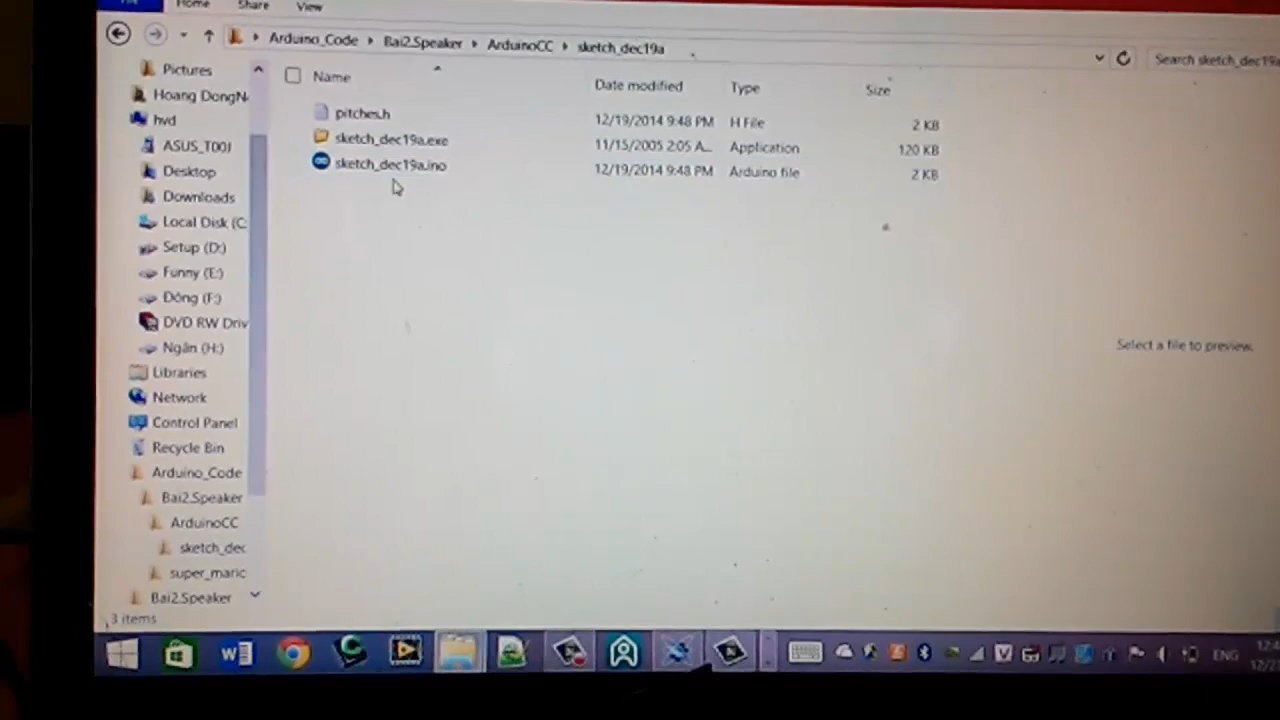 Home Share View
Arduino_Code Bai2.Speaker ArduinoCC sketch_dec19a
Search sketch_dec19a
Name Date modified Type Size
pitches.h 12/19/2014 9:48 PM H File 2 KB
sketch_dec19a.exe 11/15/2005 2:05 A... Application 120 KB
sketch_dec19a.ino 12/19/2014 9:48 PM Arduino file 2 KB
Pictures
Hoang DongN
hvd
ASUS_T00J
Desktop
Downloads
Local Disk (C:
Setup (D:)
Funny (E:)
Đông (F:)
DVD RW Driv
Ngân (H:)
Libraries
Network
Control Panel
Recycle Bin
Arduino_Code
Bai2.Speaker
ArduinoCC
sketch_dec
super_maric
Bai2.Speaker
Select a file to preview.
3 items
ENG